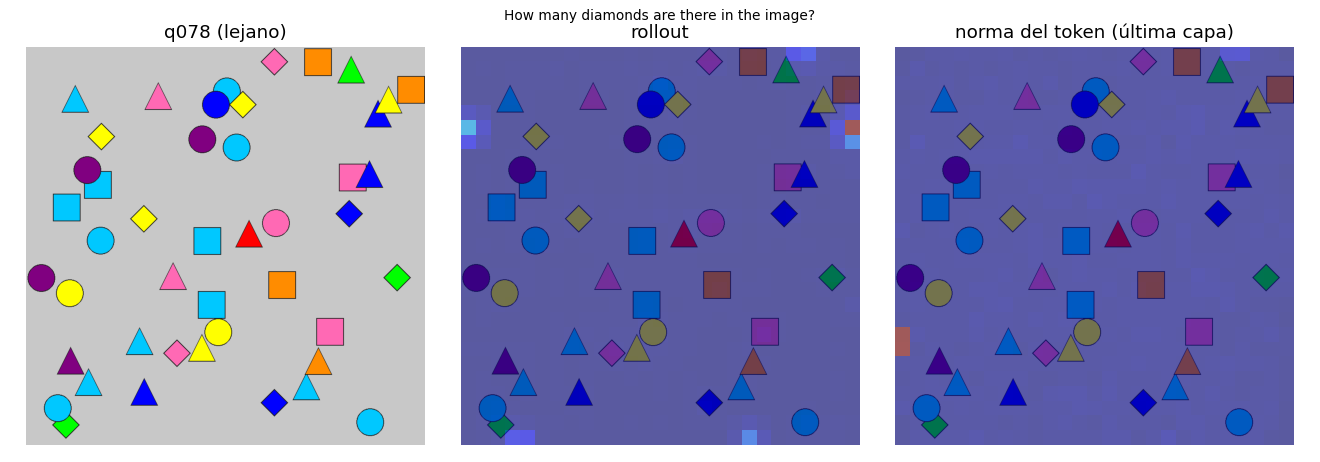 How many diamonds are there in the image?
q078 (lejano)
rollout
norma del token (última capa)